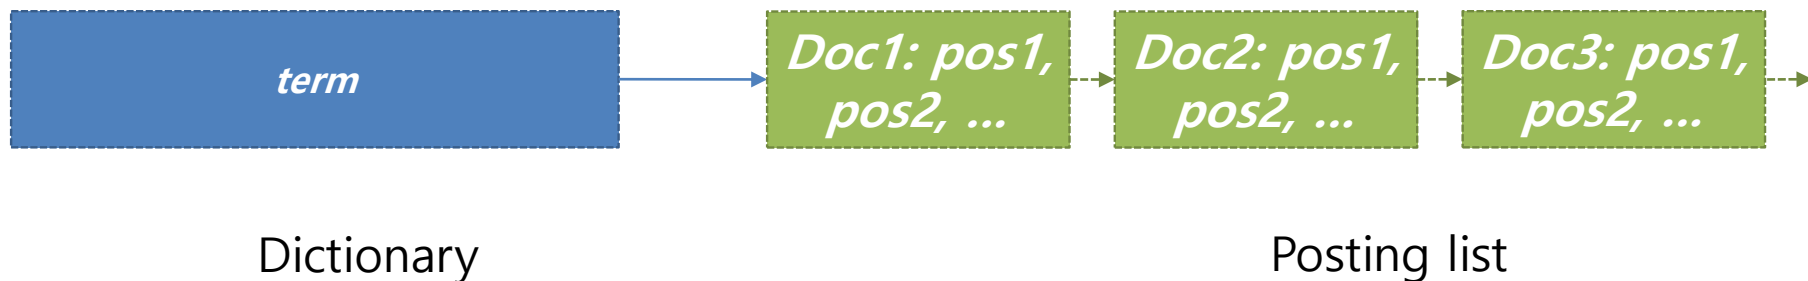 term
Doc1: pos1,
pos2, ...
Doc2: pos1,
pos2, ...
Doc3: pos1,
pos2, ...
Dictionary
Posting list